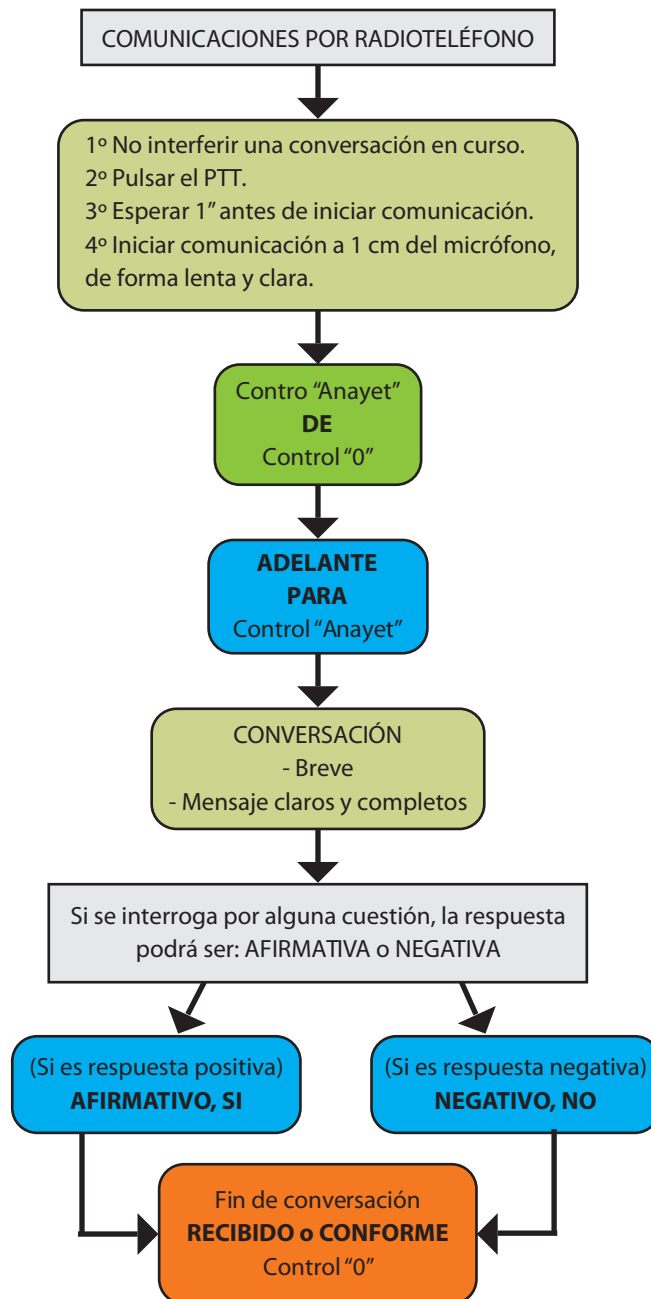 COMUNICACIONES POR RADIOTELÉFONO
1º No interferir una conversación en curso.
2º Pulsar el PTT.
3º Esperar 1” antes de iniciar comunicación.
4º Iniciar comunicación a 1 cm del micrófono,
de forma lenta y clara.
Contro “Anayet”
DE
Control “0”
ADELANTE
PARA
Control “Anayet”
CONVERSACIÓN
- Breve
- Mensaje claros y completos
Si se interroga por alguna cuestión, la respuesta
podrá ser: AFIRMATIVA o NEGATIVA
(Si es respuesta positiva)
AFIRMATIVO, SI
(Si es respuesta negativa)
NEGATIVO, NO
Fin de conversación
RECIBIDO o CONFORME
Control “0”